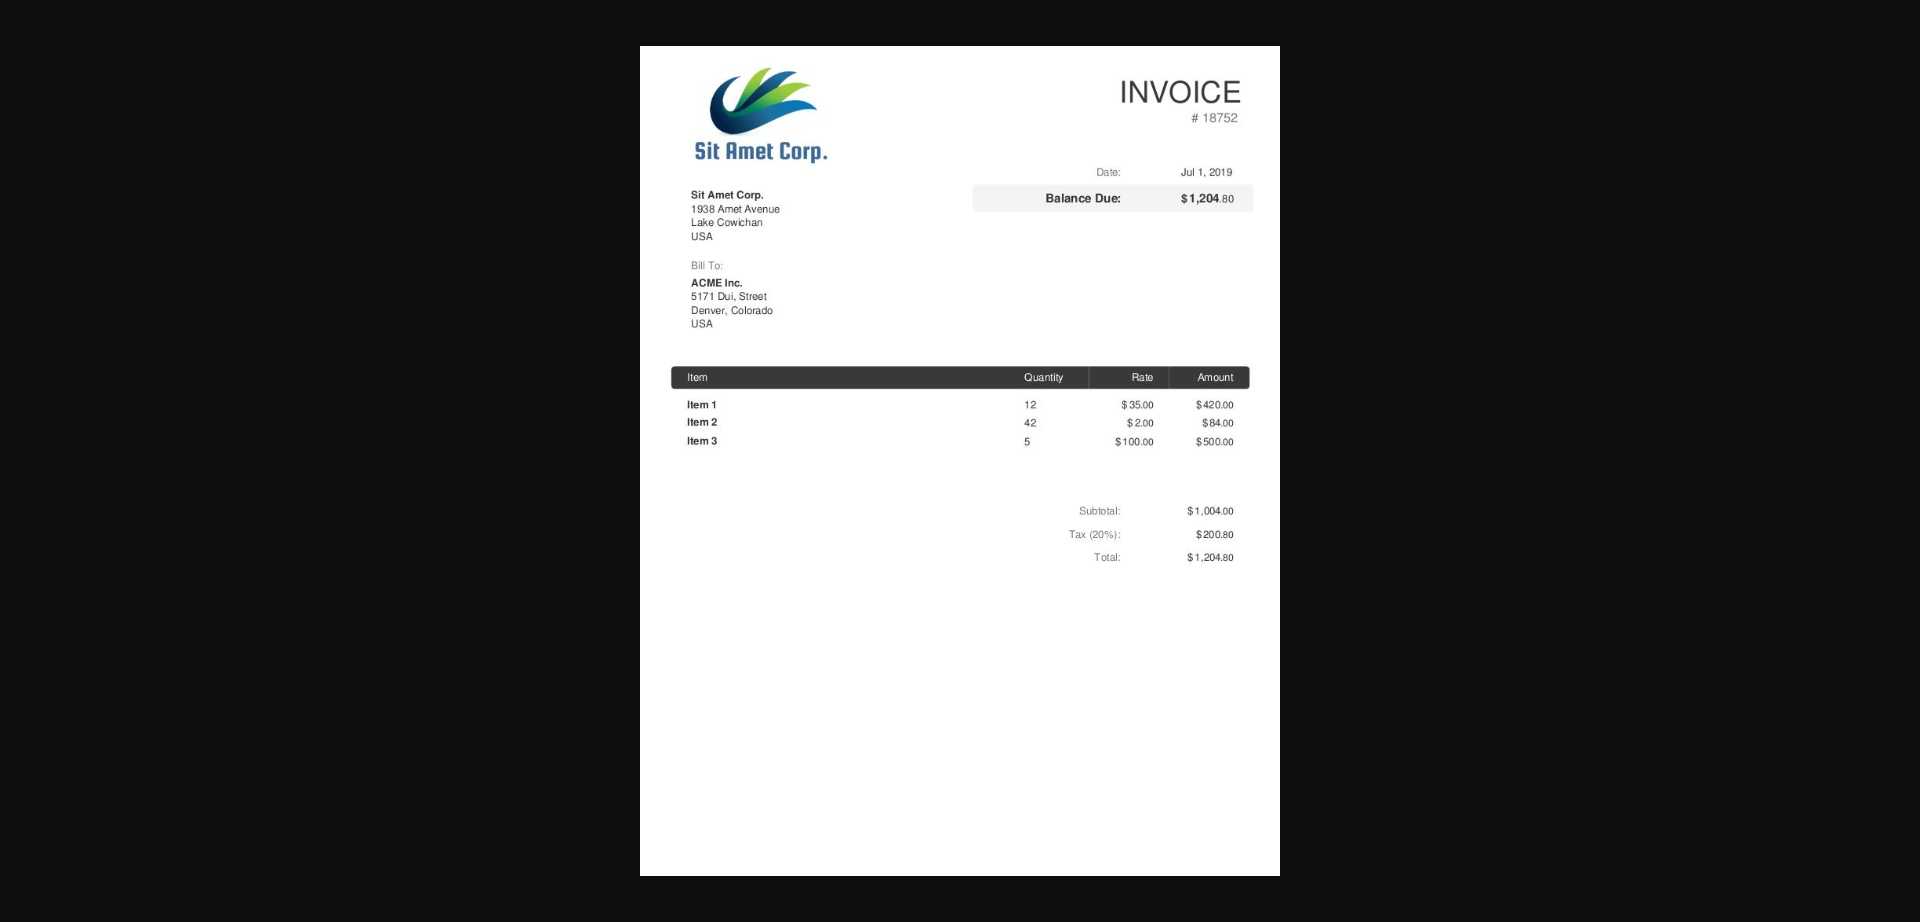 Sit Amet Corp.
INVOICE
# 18752
Date: Jul 1, 2019
Balance Due: $1,204.80
Sit Amet Corp.
1938 Amet Avenue
Lake Cowichan
USA
Bill To:
ACME Inc.
5171 Dui, Street
Denver, Colorado
USA
Item Quantity Rate Amount
Item 1 12 $35.00 $420.00
Item 2 42 $2.00 $84.00
Item 3 5 $100.00 $500.00
Subtotal: $1,004.00
Tax (20%): $200.80
Total: $1,204.80